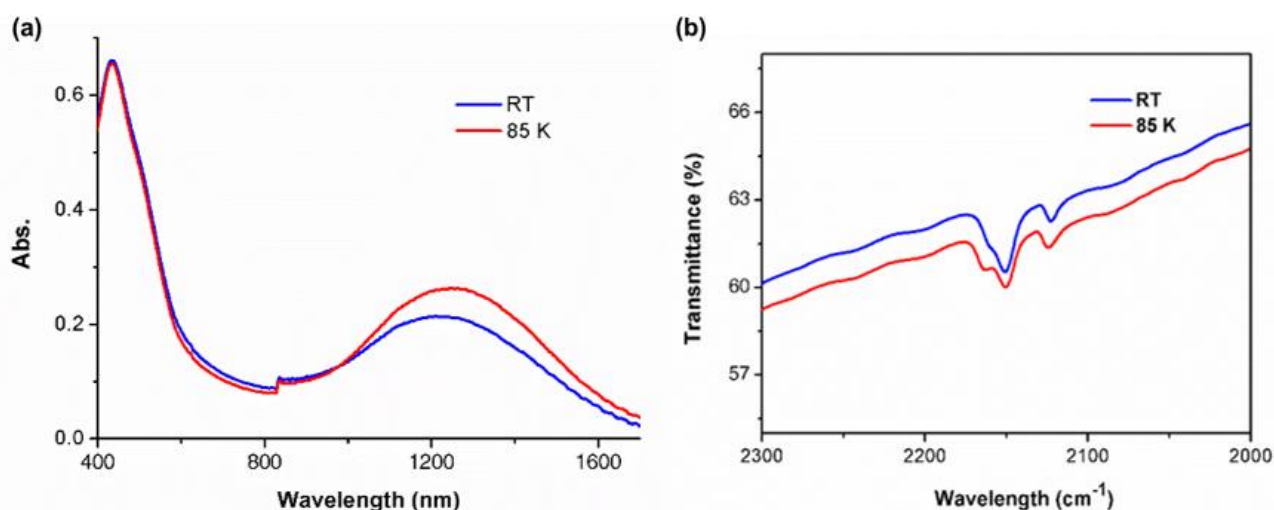 (a)
RT
85 K
0.6
0.4
0.2
0.0
Abs.
400
800
1200
1600
Wavelength (nm)
(b)
RT
85 K
66
63
60
57
Transmittance (%)
2300
2200
2100
2000
Wavelength (cm⁻¹)